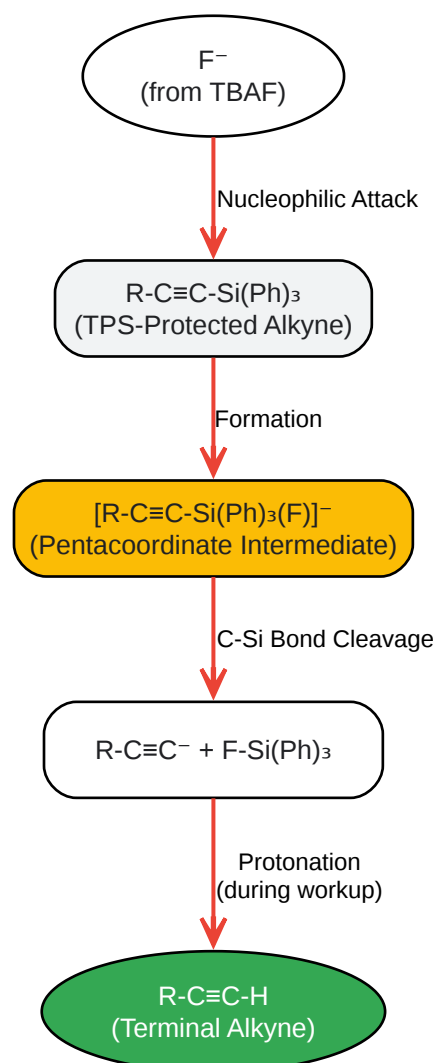 F⁻
(from TBAF)
Nucleophilic Attack
R-C≡C-Si(Ph)₃
(TPS-Protected Alkyne)
Formation
[R-C≡C-Si(Ph)₃(F)]⁻
(Pentacoordinate Intermediate)
C-Si Bond Cleavage
R-C≡C⁻ + F-Si(Ph)₃
Protonation
(during workup)
R-C≡C-H
(Terminal Alkyne)